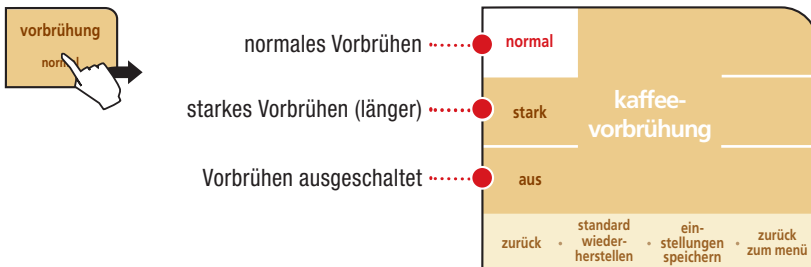 vorbrühung
normal
normales Vorbrühen
starkes Vorbrühen (länger)
Vorbrühen ausgeschaltet
normal
stark
aus
kaffee-
vorbrühung
zurück
standard
wieder-
herstellen
ein-
stellungen
speichern
zurück
zum menü